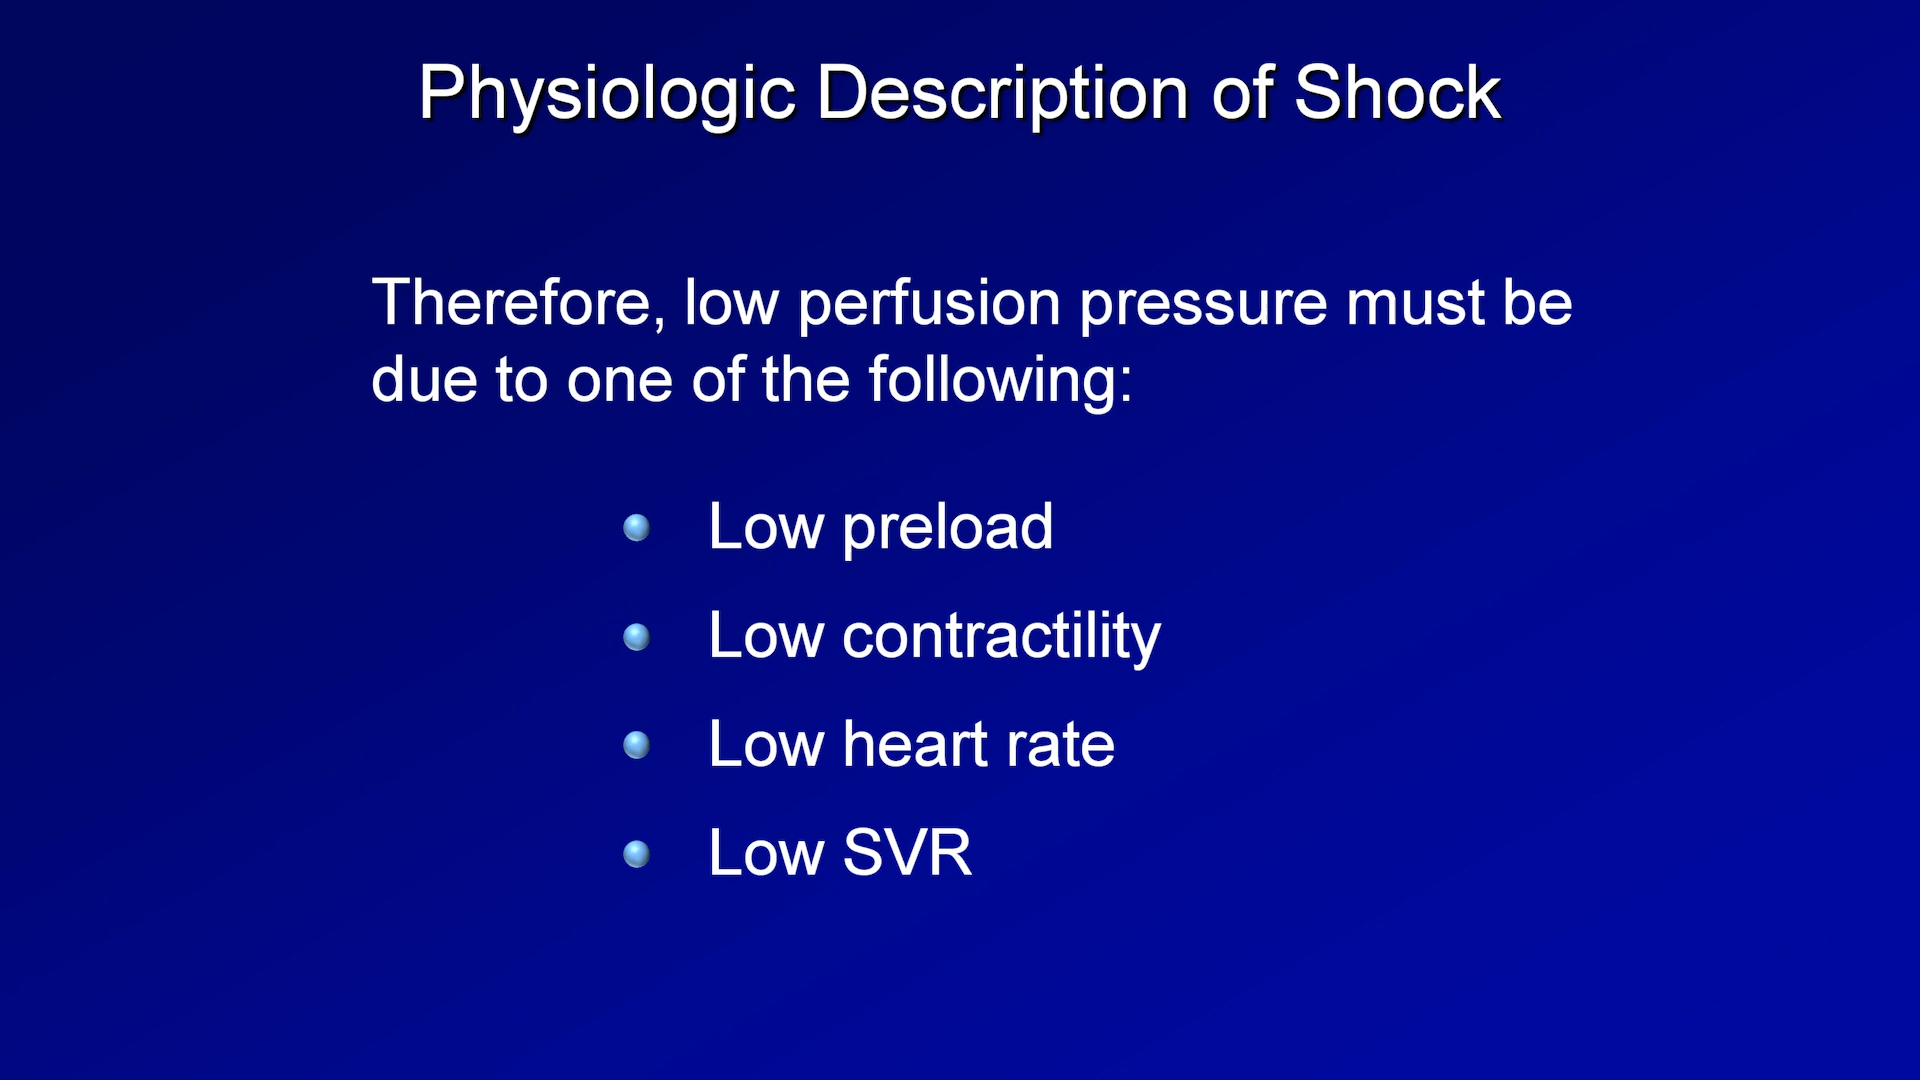 Physiologic Description of Shock
Therefore, low perfusion pressure must be
due to one of the following:
Low preload
Low contractility
Low heart rate
Low SVR